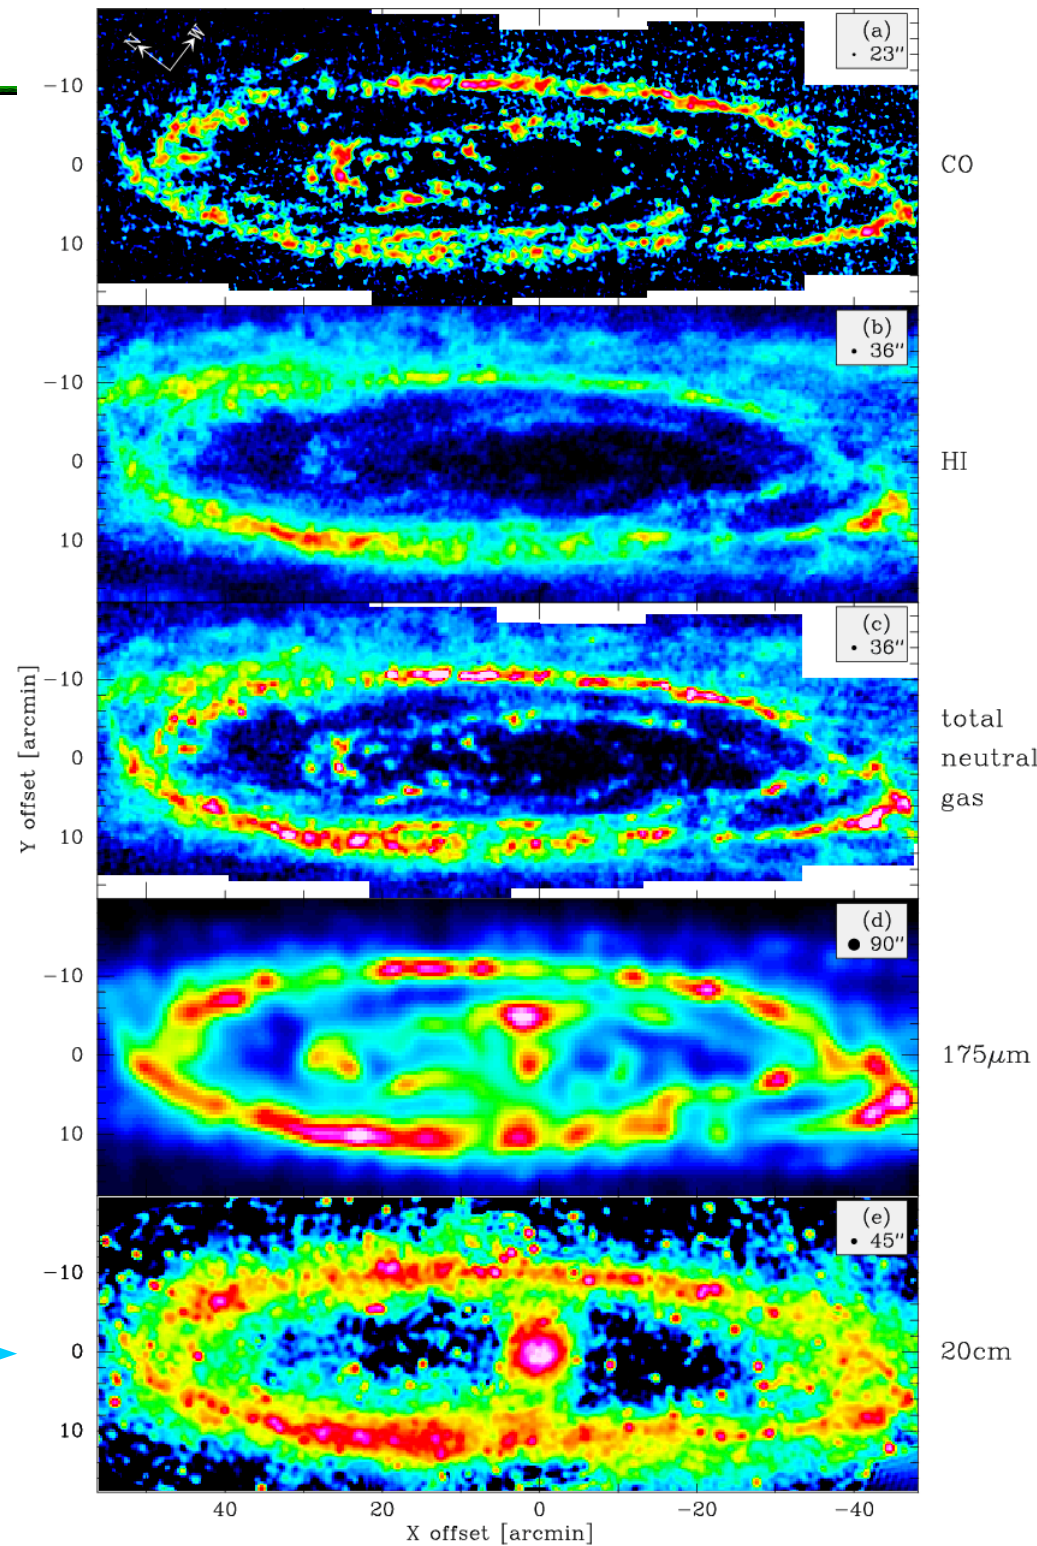 N W
(a)
23″
CO
−10
0
10
(b)
36″
HI
−10
0
10
(c)
36″
total
neutral
gas
−10
0
10
Y offset [arcmin]
(d)
90″
175μm
−10
0
10
(e)
45″
20cm
−10
0
10
40 20 0 −20 −40
X offset [arcmin]